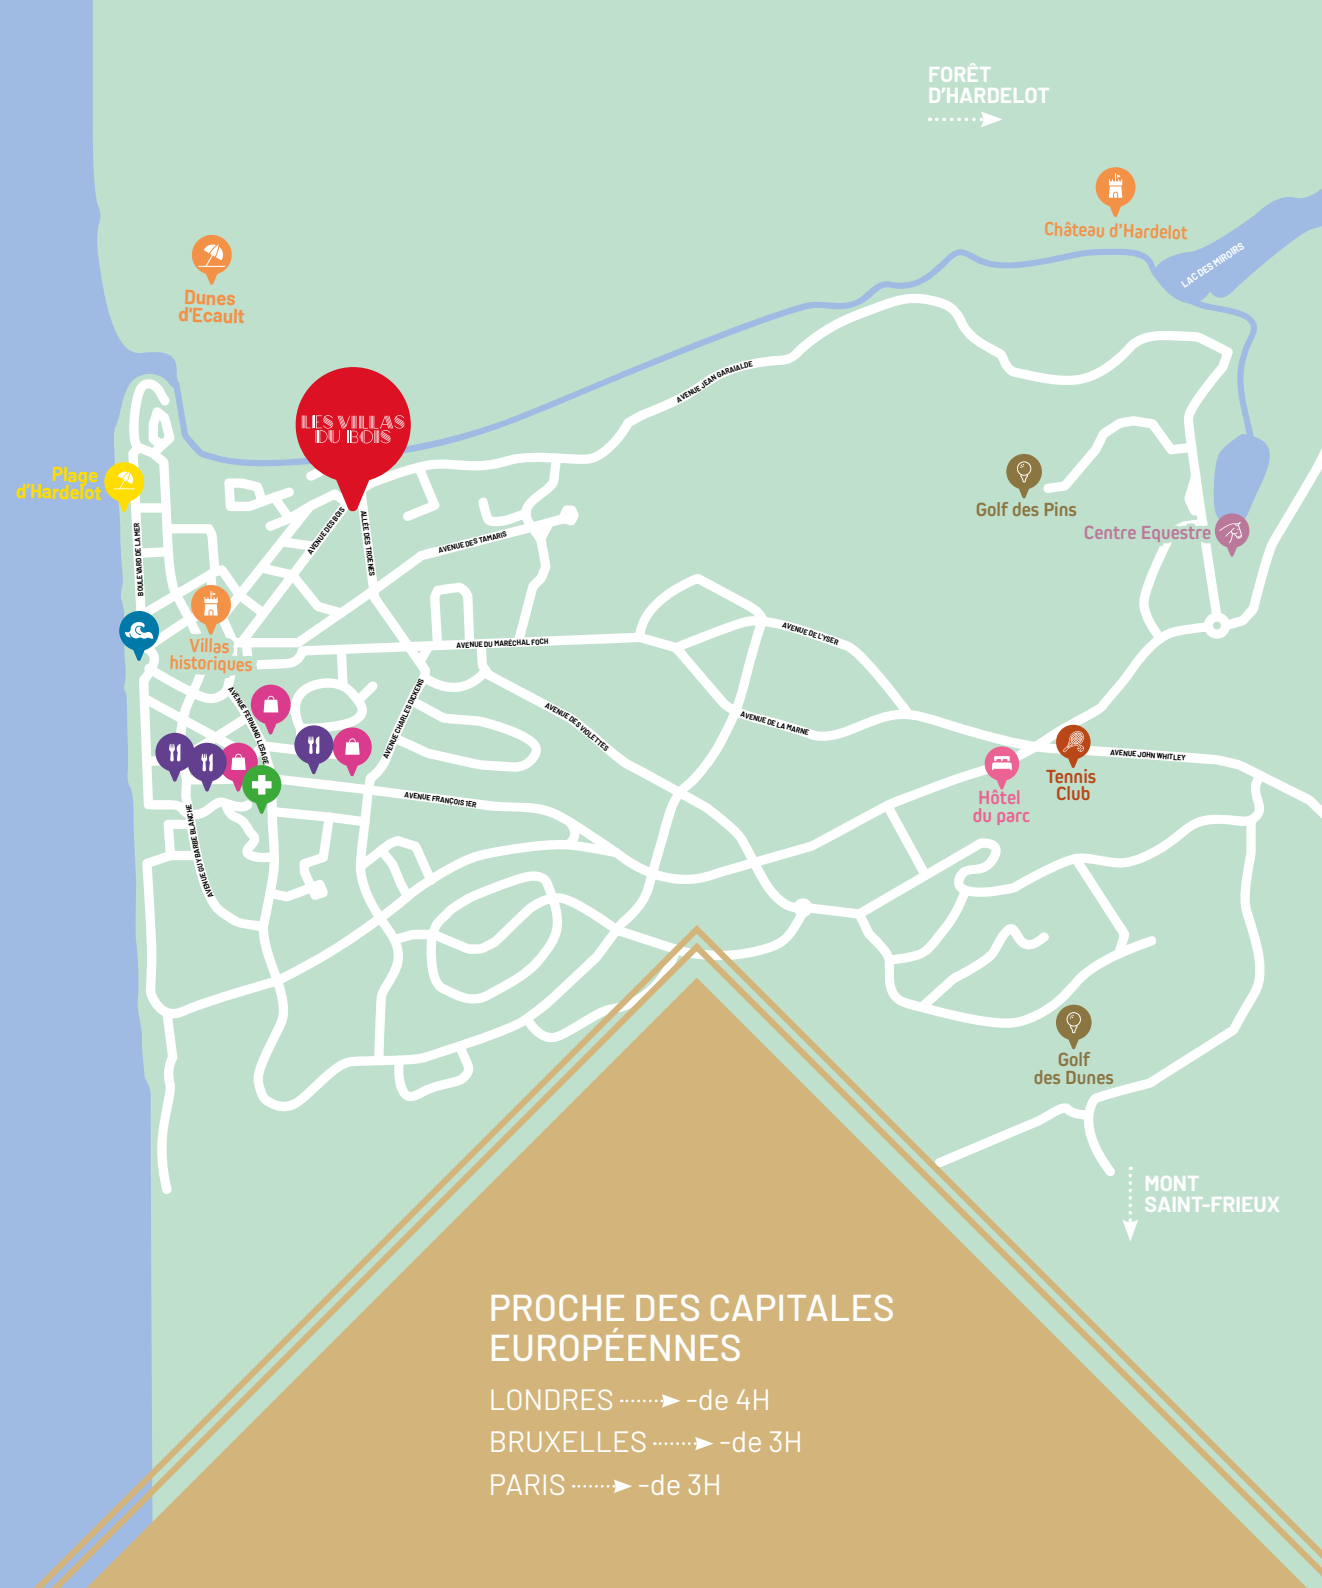 FORÊT
D'HARDELOT
Château d'Hardelot
LAC DES MIROIRS
Dunes
d'Ecault
LES VILLAS
DU BOIS
AVENUE JEAN GARAIALDE
Plage
d'Hardelot
Golf des Pins
Centre Equestre
BOULEVARD DE LA MER
AVENUE DES BOIS
ALLÉE DES TROENES
AVENUE DES TAMARIS
Villas
historiques
AVENUE DU MARÉCHAL FOCH
AVENUE DE L'YSER
AVENUE FERNAND LESAGE
AVENUE CHARLES DICKENS
AVENUE DES VIOLETTES
AVENUE DE LA MARNE
AVENUE JOHN WHITLEY
Tennis
Club
Hôtel
du parc
AVENUE FRANÇOIS 1ER
AVENUE GUY BARBE BLANCHE
Golf
des Dunes
MONT
SAINT-FRIEUX
PROCHE DES CAPITALES
EUROPÉENNES
LONDRES -de 4H
BRUXELLES -de 3H
PARIS -de 3H